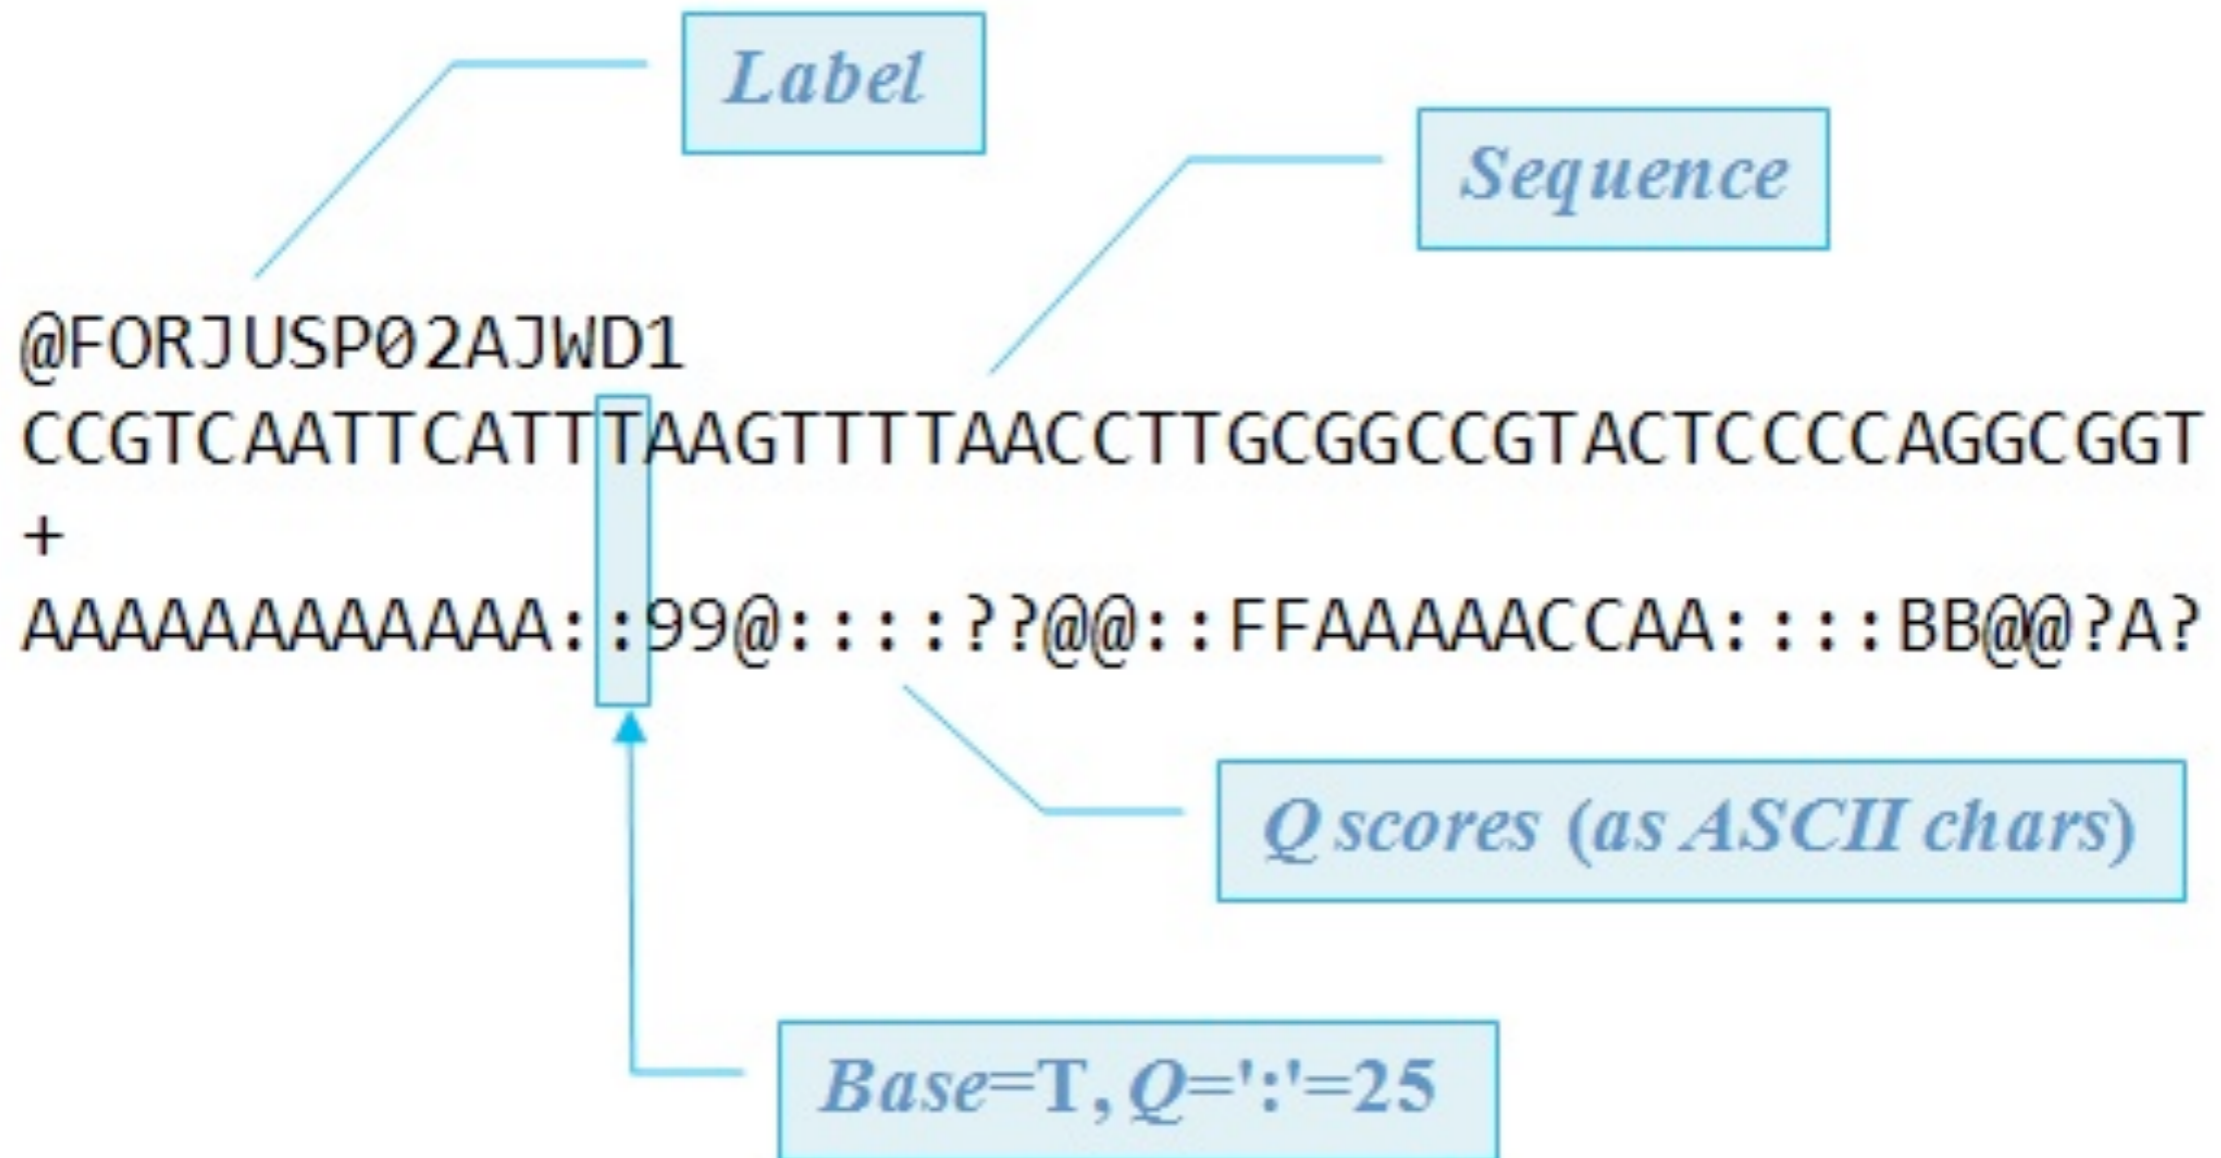 Label
Sequence
@FORJUSP02AJWD1
CCGTCAATTCATTTAAGTTTTAACCTTGCGGCCGTACTCCCCAGGCGGT
+
AAAAAAAAAAAA::99@::::??@@::FFAAAAACCAA::::BB@@?A?
Q scores (as ASCII chars)
Base=T, Q=':'=25